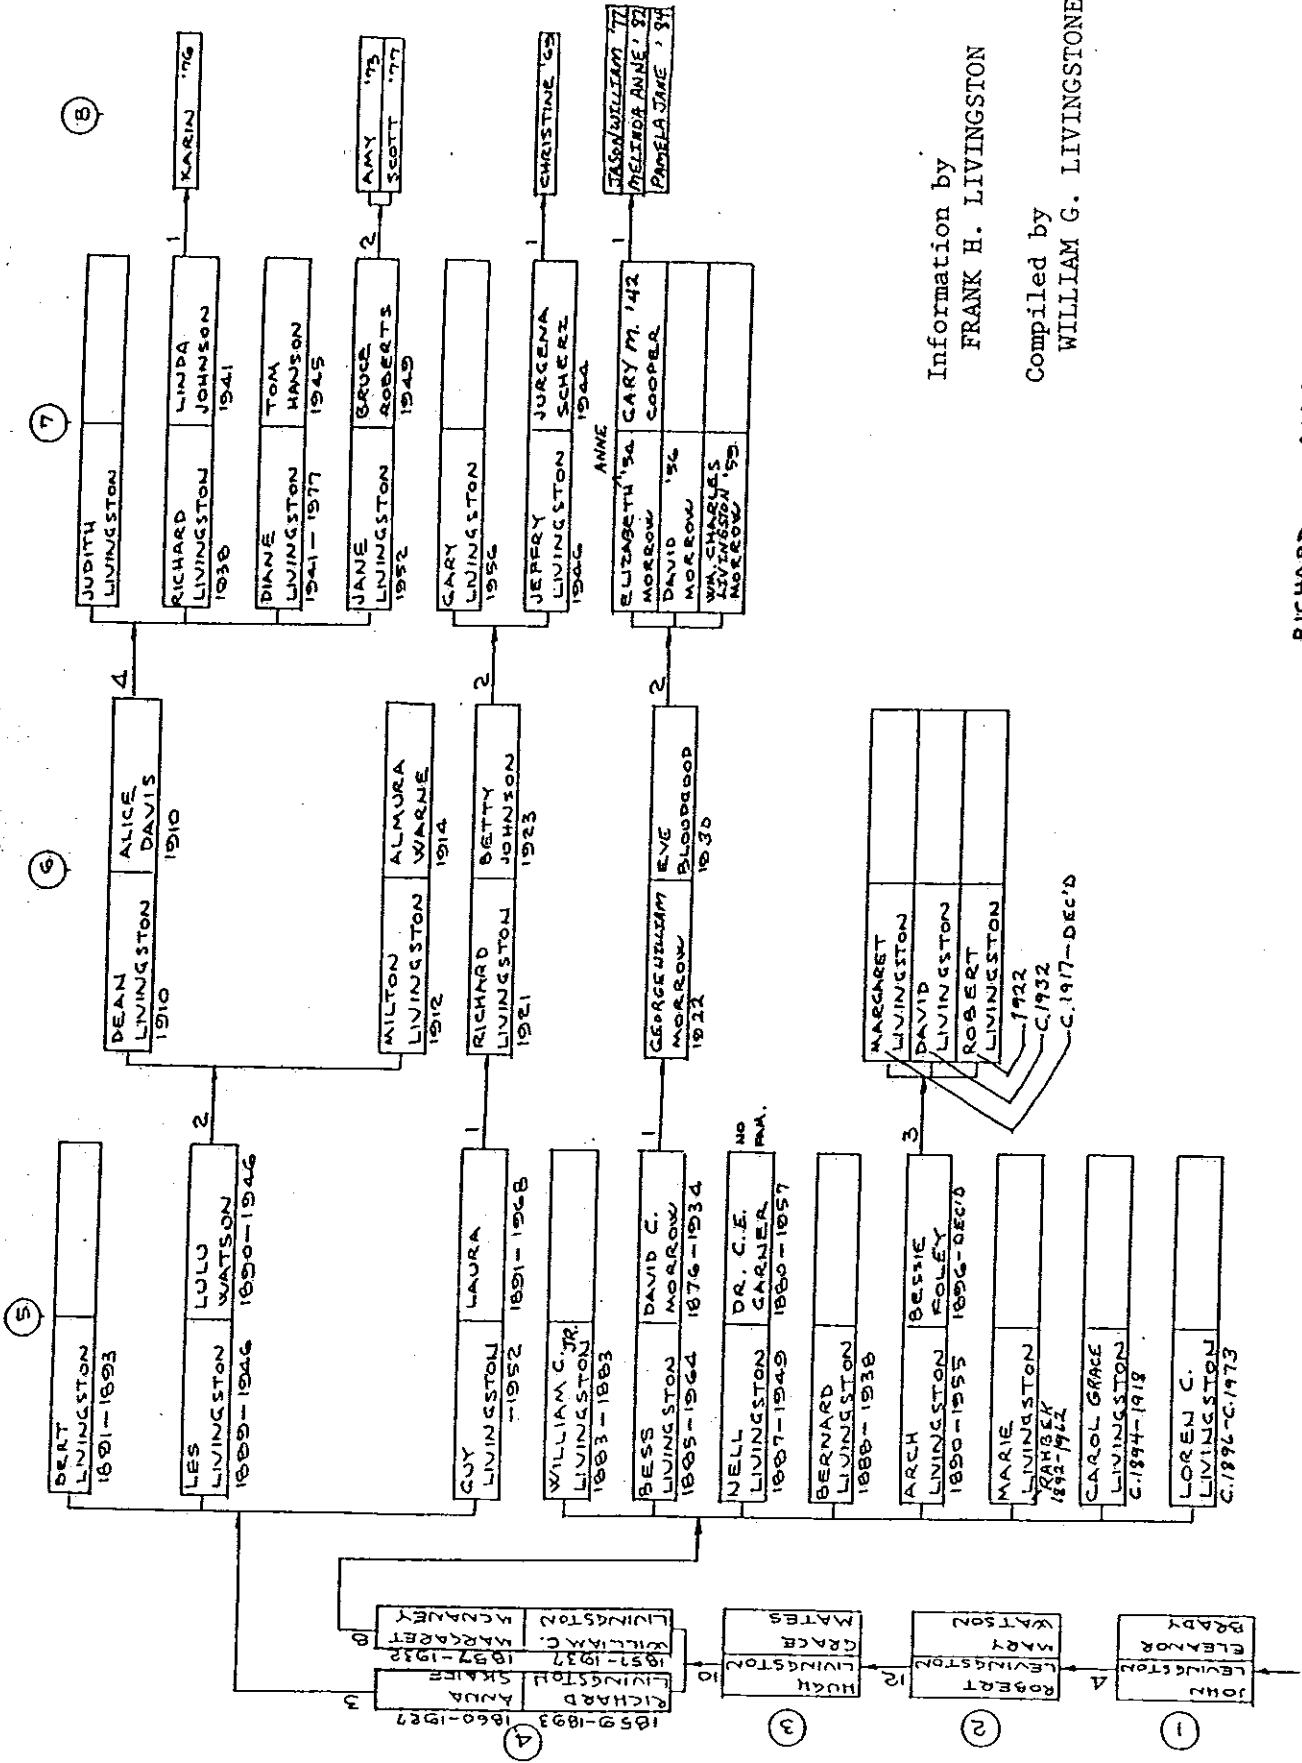 1
JOHN
LEVINGSTON
ELEANOR
BRADY
4
2
ROBERT
LEVINGSTON
MARY
WATSON
12
3
HUGH
LIVINGSTON
GRACE
MATES
10
4
1859-1893
RICHARD
LIVINGSTON
1860-1927
ANNA
SKAIFE
3
1857-1937
WILLIAM C.
LIVINGSTON
1857-1932
MARGARET
MCNANEY
8
5
BERT
LIVINGSTON
1881-1893
LES
LIVINGSTON
1889-1946
LULU
WATSON
1890-1946
2
GUY
LIVINGSTON
-1952
LAURA
1891-1968
1
WILLIAM C. JR.
LIVINGSTON
1883-1883
BESS
LIVINGSTON
1885-1964
DAVID C.
MORROW
1876-1934
1
NELL
LIVINGSTON
1887-1949
DR. C.E.
GARNER
1880-1957
NO
FAM.
BERNARD
LIVINGSTON
1888-1938
ARCH
LIVINGSTON
1890-1955
BESSIE
FOLEY
1896-DEC'D
3
MARIE
LIVINGSTON
RAHBEK
1892-1962
CAROL GRACE
LIVINGSTON
C.1894-1918
LOREN C.
LIVINGSTON
C.1896-C.1973
6
DEAN
LIVINGSTON
1910
ALICE
DAVIS
1910
4
MILTON
LIVINGSTON
1912
ALMURA
WARNE
1914
RICHARD
LIVINGSTON
1921
BETTY
JOHNSON
1923
2
GEORGE WILLIAM
MORROW
1922
EVE
BLOODGOOD
1930
2
MARGARET
LIVINGSTON
DAVID
LIVINGSTON
ROBERT
LIVINGSTON
1922
C.1932
C.1917-DEC'D
7
JUDITH
LIVINGSTON
RICHARD
LIVINGSTON
1938
LINDA
JOHNSON
1941
1
DIANE
LIVINGSTON
1941-1977
TOM
HANSON
1945
JANE
LIVINGSTON
1952
BRUCE
ROBERTS
1949
2
GARY
LIVINGSTON
1956
JEFFRY
LIVINGSTON
1946
JURGENA
SCHERZ
1944
1
ANNE
ELIZABETH '52
MORROW
CARY M. '42
COOPER
1
DAVID '56
MORROW
WM. CHARLES
LIVINGSTON '59
MORROW
8
KARIN '76
AMY '73
SCOTT '77
CHRISTINE '69
JASON WILLIAM '77
MELINDA ANNE '82
PAMELA JANE '84
Information by
FRANK H. LIVINGSTON
Compiled by
WILLIAM G. LIVINGSTONE
RICHARD